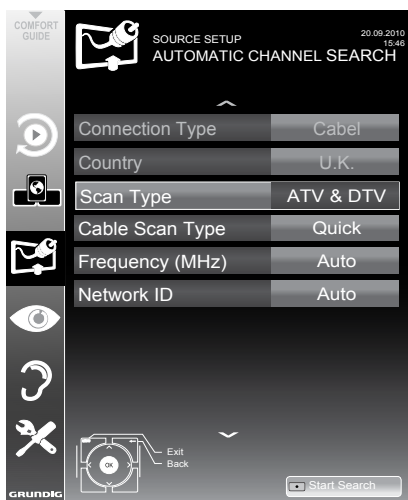 COMFORT
GUIDE
SOURCE SETUP
20.09.2010
15:46
AUTOMATIC CHANNEL SEARCH
Connection Type Cabel
Country U.K.
Scan Type ATV & DTV
Cable Scan Type Quick
Frequency (MHz) Auto
Network ID Auto
Exit
OK
Back
Start Search
GRUNDIG